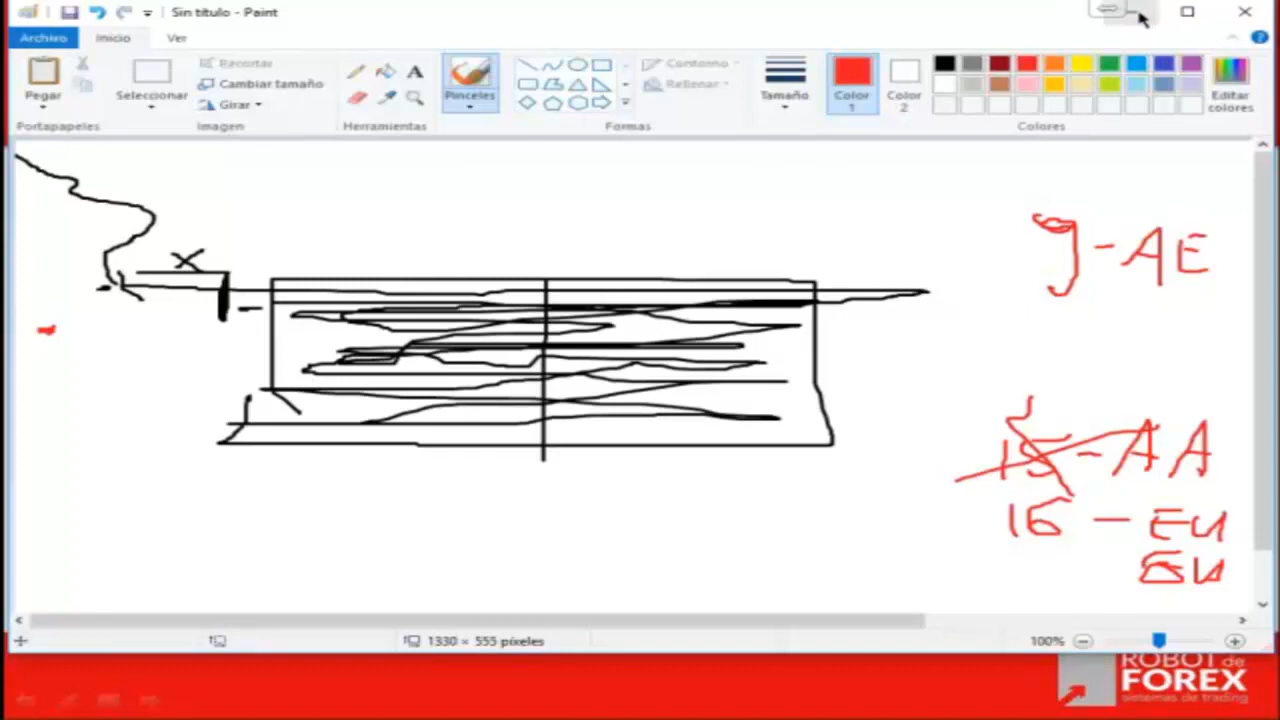 Sin título - Paint
Archivo Inicio Ver
Pegar
Portapapeles
Seleccionar
Recortar
Cambiar tamaño
Girar
Imagen
Herramientas
Pinceles
Formas
Contorno
Rellenar
Tamaño
Color 1
Color 2
Editar colores
Colores
X
9 - AE
15 - AA
16 - EU
GU
1330 × 555 píxeles
100%
ROBOT de
FOREX
sistemas de trading